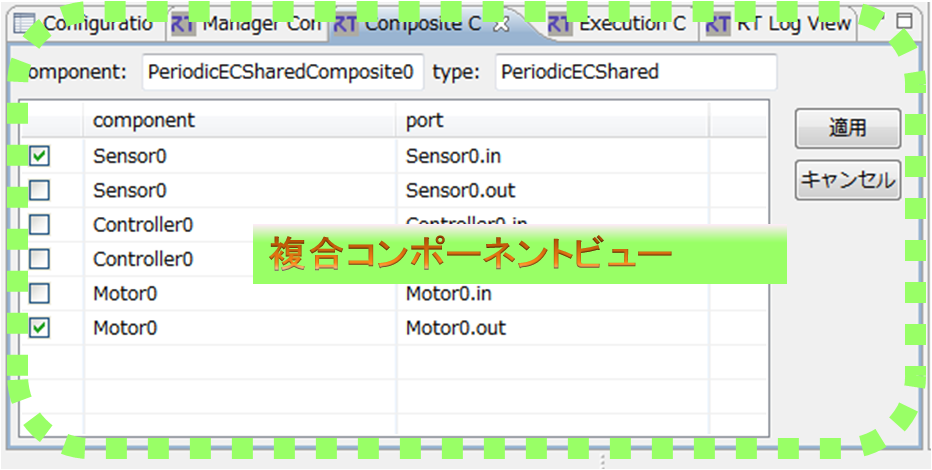 Configuratio RT Manager Con RT Composite C RT Execution C RT RT Log View
component: PeriodicECSharedComposite0 type: PeriodicECShared
component port
適用
Sensor0 Sensor0.in
キャンセル
Sensor0 Sensor0.out
Controller0 Controller0.in
Controller0
複合コンポーネントビュー
Motor0 Motor0.in
Motor0 Motor0.out